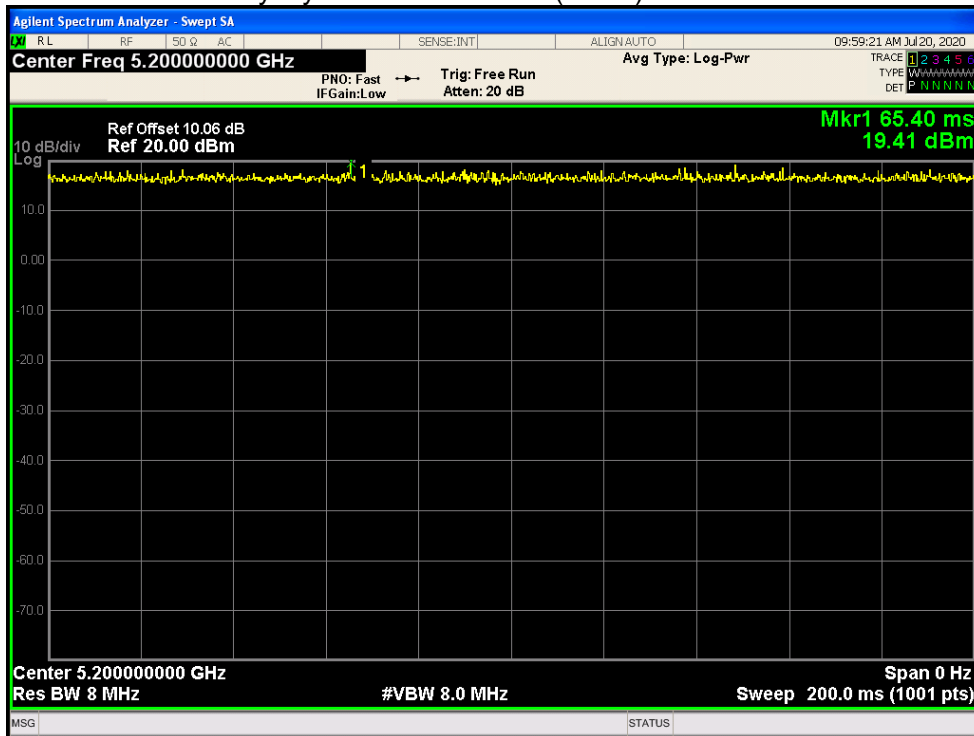 Agilent Spectrum Analyzer - Swept SA
LXI RL RF 50 Ω AC SENSE:INT ALIGN AUTO 09:59:21 AM Jul 20, 2020
Center Freq 5.200000000 GHz
PNO: Fast Trig: Free Run
IFGain:Low Atten: 20 dB
Avg Type: Log-Pwr
TRACE 1 2 3 4 5 6
TYPE
DET P N N N N N
Mkr1 65.40 ms
19.41 dBm
Ref Offset 10.06 dB
10 dB/div Ref 20.00 dBm
Log
1
10.0
0.00
-10.0
-20.0
-30.0
-40.0
-50.0
-60.0
-70.0
Center 5.200000000 GHz Span 0 Hz
Res BW 8 MHz #VBW 8.0 MHz Sweep 200.0 ms (1001 pts)
MSG STATUS